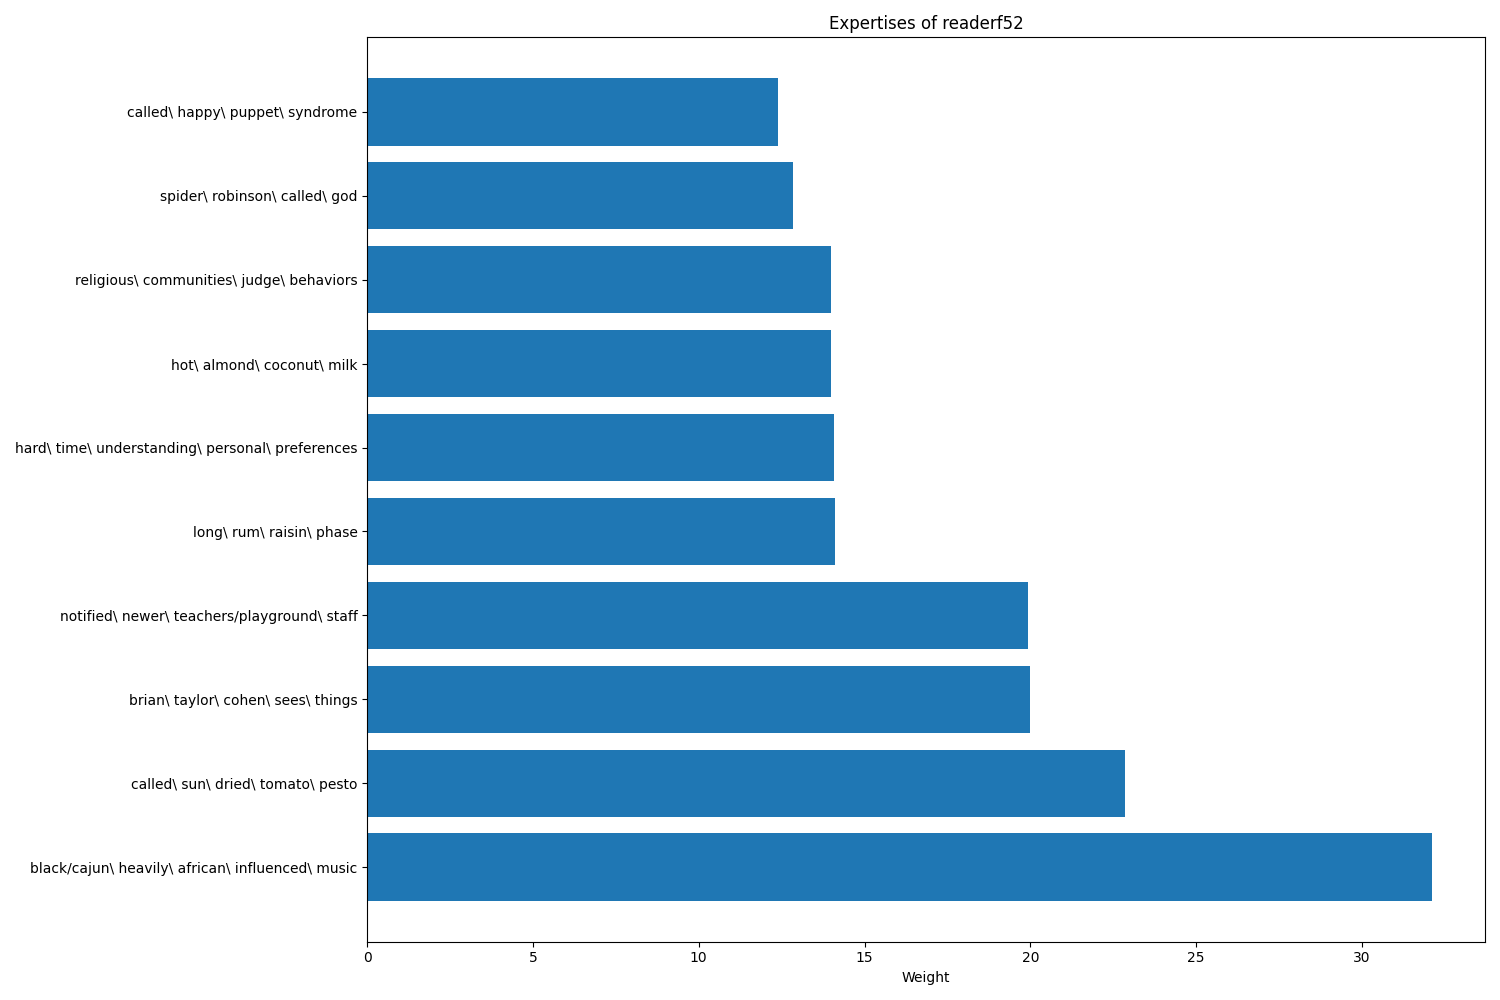 Expertises of readerf52
called\ happy\ puppet\ syndrome
spider\ robinson\ called\ god
religious\ communities\ judge\ behaviors
hot\ almond\ coconut\ milk
hard\ time\ understanding\ personal\ preferences
long\ rum\ raisin\ phase
notified\ newer\ teachers/playground\ staff
brian\ taylor\ cohen\ sees\ things
called\ sun\ dried\ tomato\ pesto
black/cajun\ heavily\ african\ influenced\ music
0 5 10 15 20 25 30
Weight